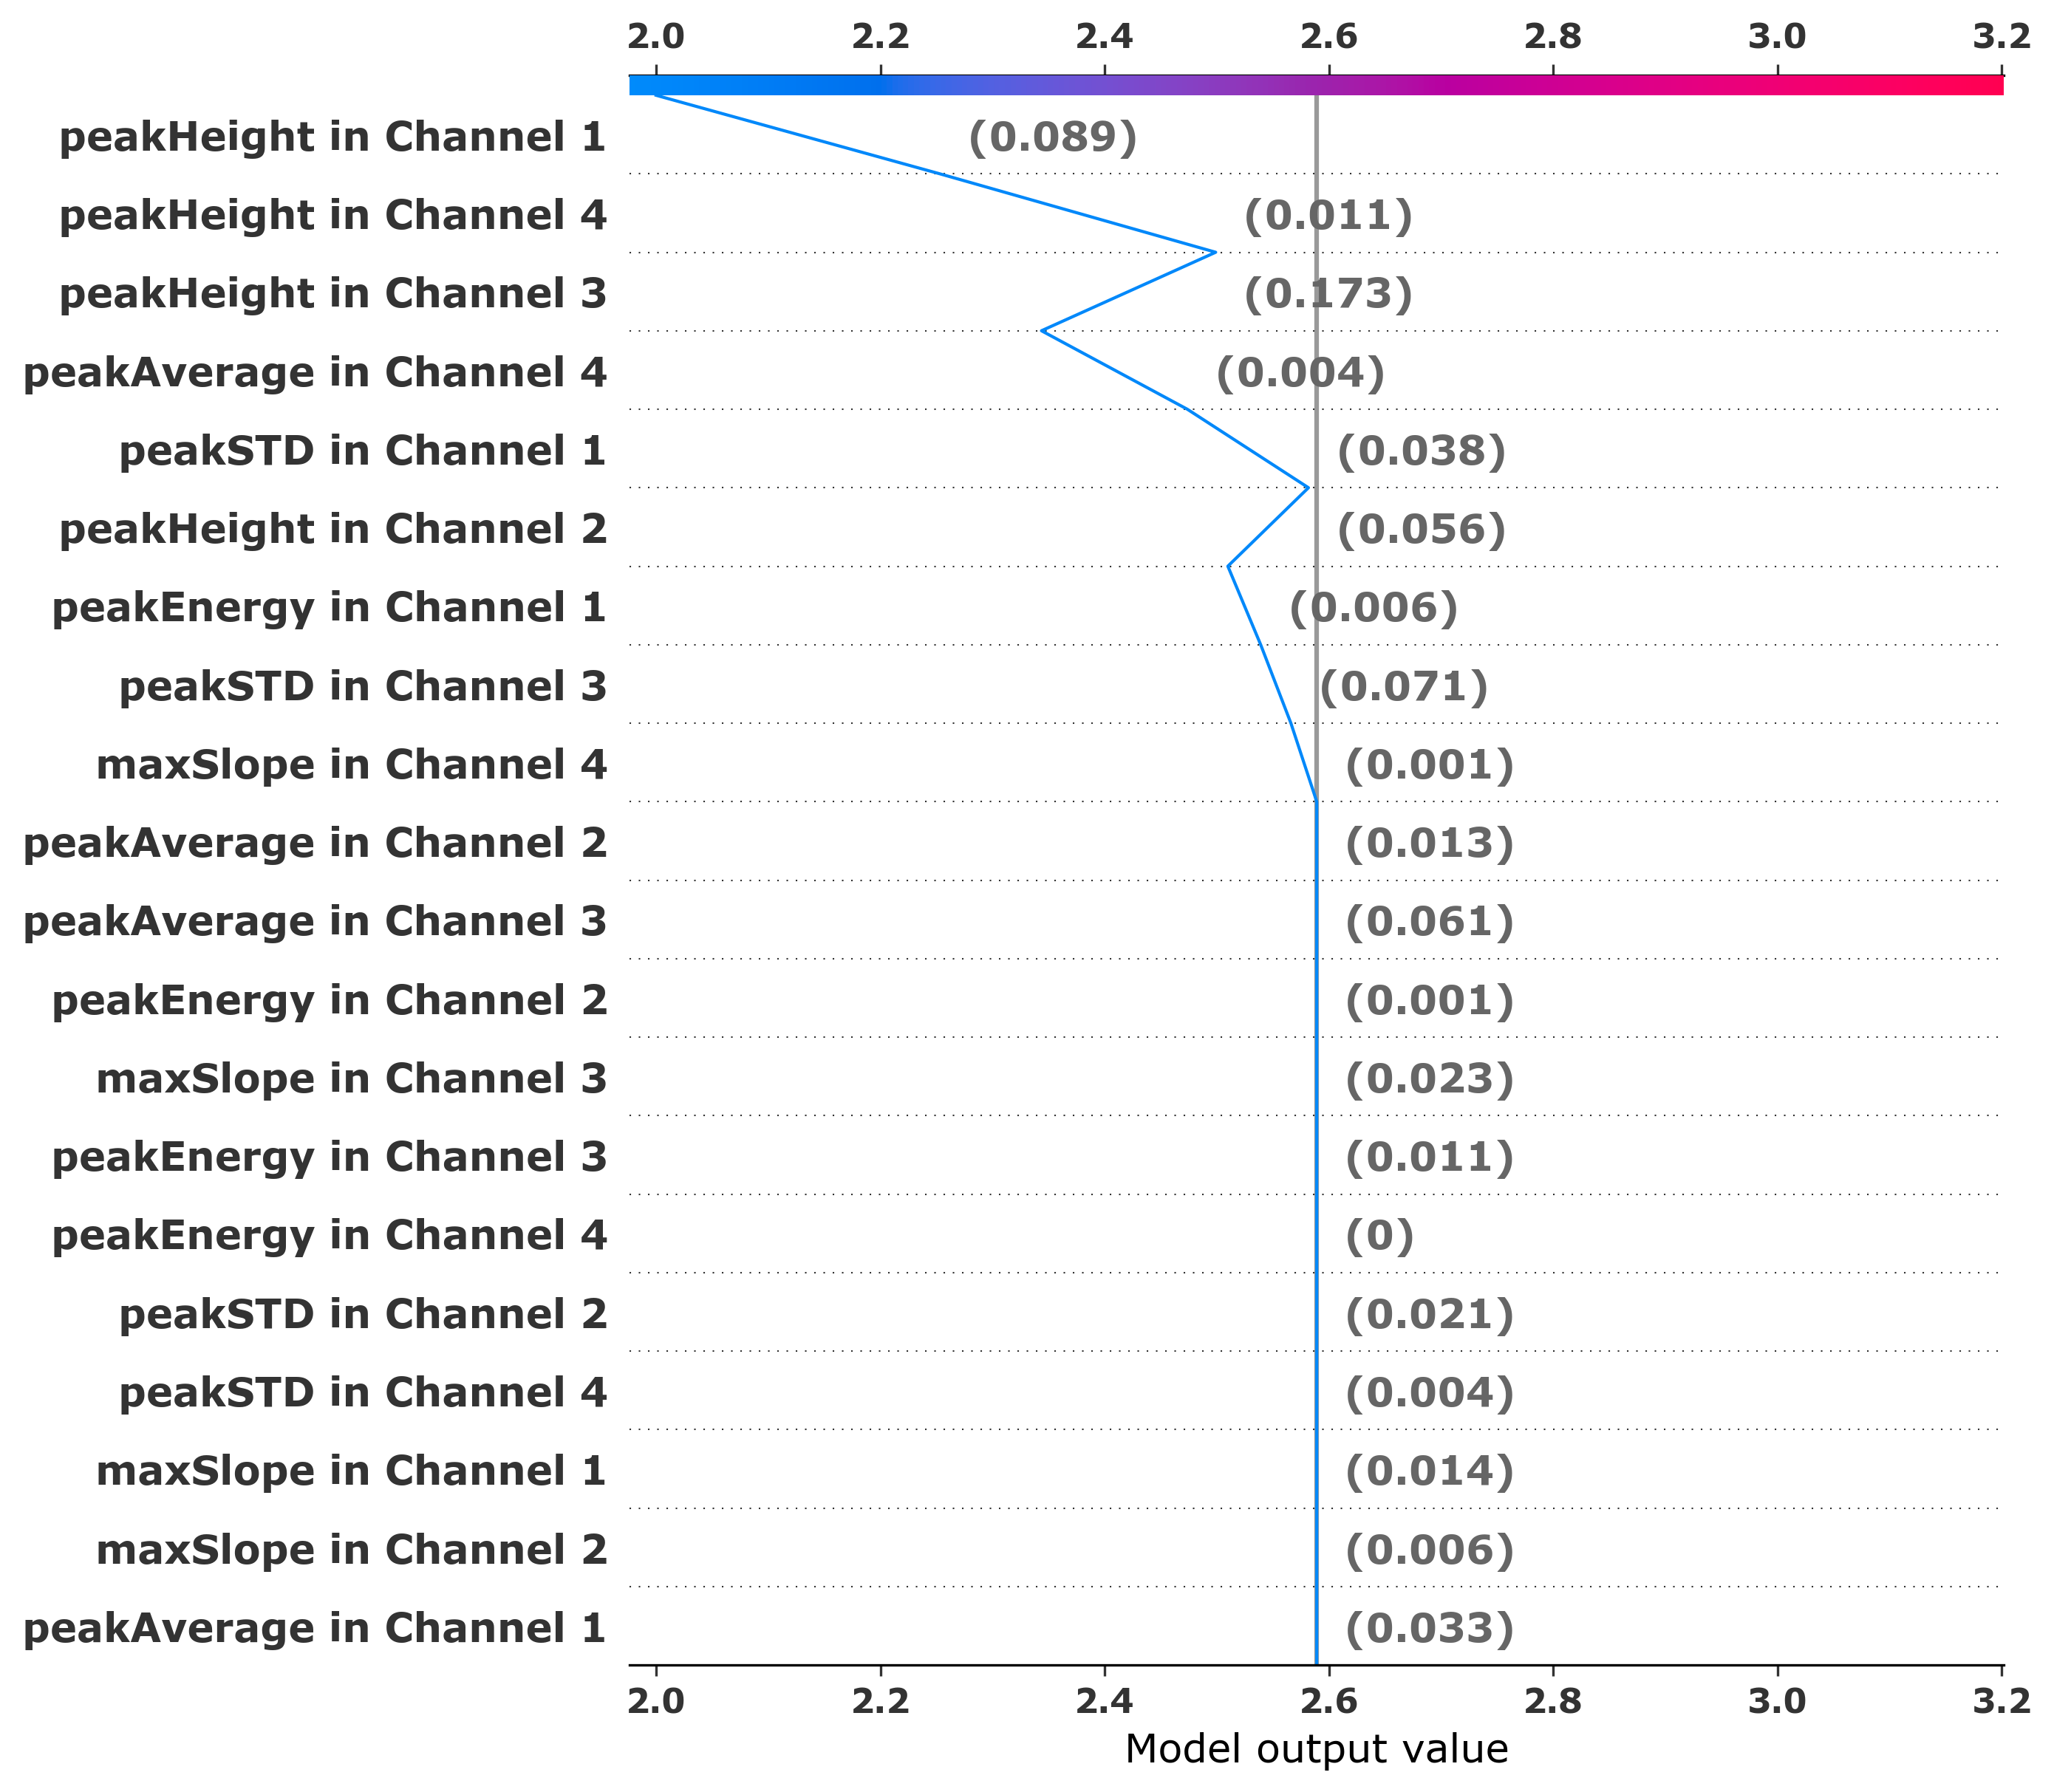 2.0 2.2 2.4 2.6 2.8 3.0 3.2
peakHeight in Channel 1 (0.089)
peakHeight in Channel 4 (0.011)
peakHeight in Channel 3 (0.173)
peakAverage in Channel 4 (0.004)
peakSTD in Channel 1 (0.038)
peakHeight in Channel 2 (0.056)
peakEnergy in Channel 1 (0.006)
peakSTD in Channel 3 (0.071)
maxSlope in Channel 4 (0.001)
peakAverage in Channel 2 (0.013)
peakAverage in Channel 3 (0.061)
peakEnergy in Channel 2 (0.001)
maxSlope in Channel 3 (0.023)
peakEnergy in Channel 3 (0.011)
peakEnergy in Channel 4 (0)
peakSTD in Channel 2 (0.021)
peakSTD in Channel 4 (0.004)
maxSlope in Channel 1 (0.014)
maxSlope in Channel 2 (0.006)
peakAverage in Channel 1 (0.033)
2.0 2.2 2.4 2.6 2.8 3.0 3.2
Model output value